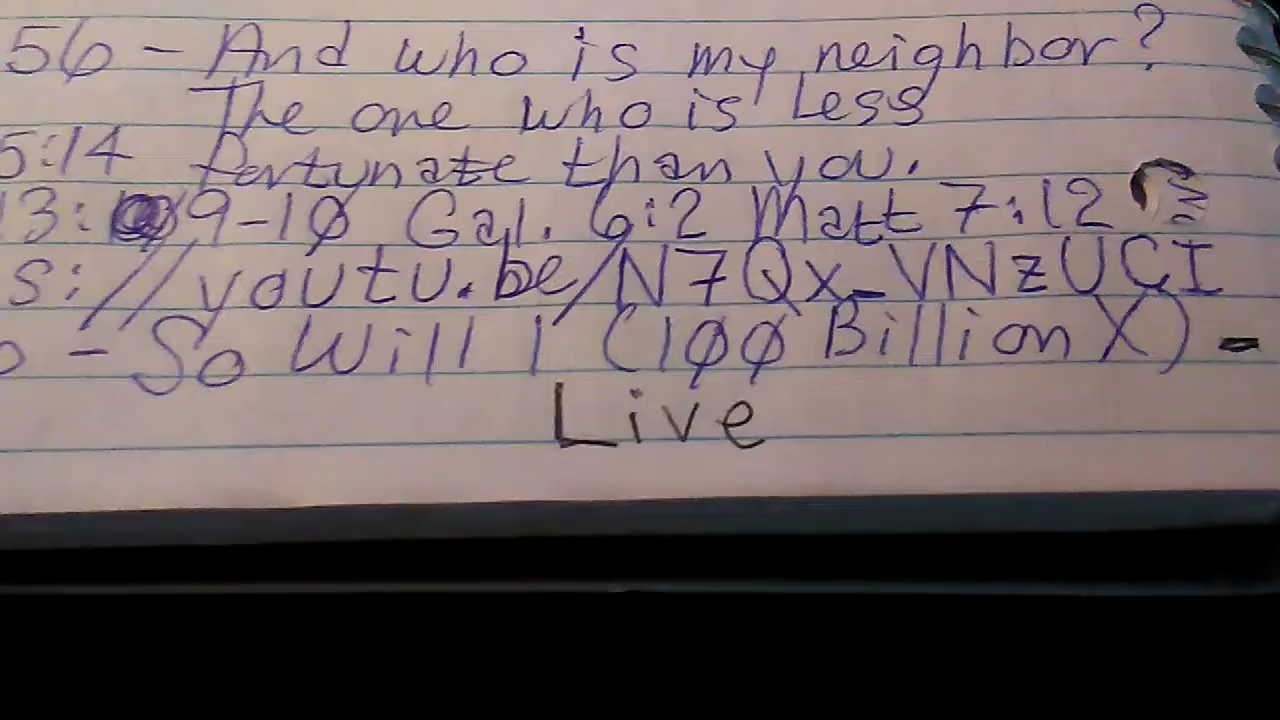 56 - And who is my neighbor?
The one who is Less
5:14 fortunate than you.
13: 9-10 Gal. 6:2 Matt 7:12
s://youtu.be/N7Qx_VNzUCI
o - So Will I (100 Billion X) -
Live